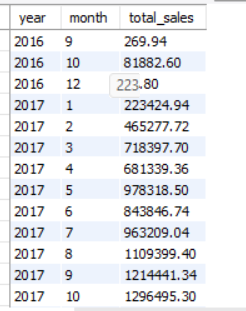 year month total_sales
2016 9 269.94
2016 10 81882.60
2016 12 223.80
2017 1 223424.94
2017 2 465277.72
2017 3 718397.70
2017 4 681339.36
2017 5 978318.50
2017 6 843846.74
2017 7 963209.04
2017 8 1109399.40
2017 9 1214441.34
2017 10 1296495.30